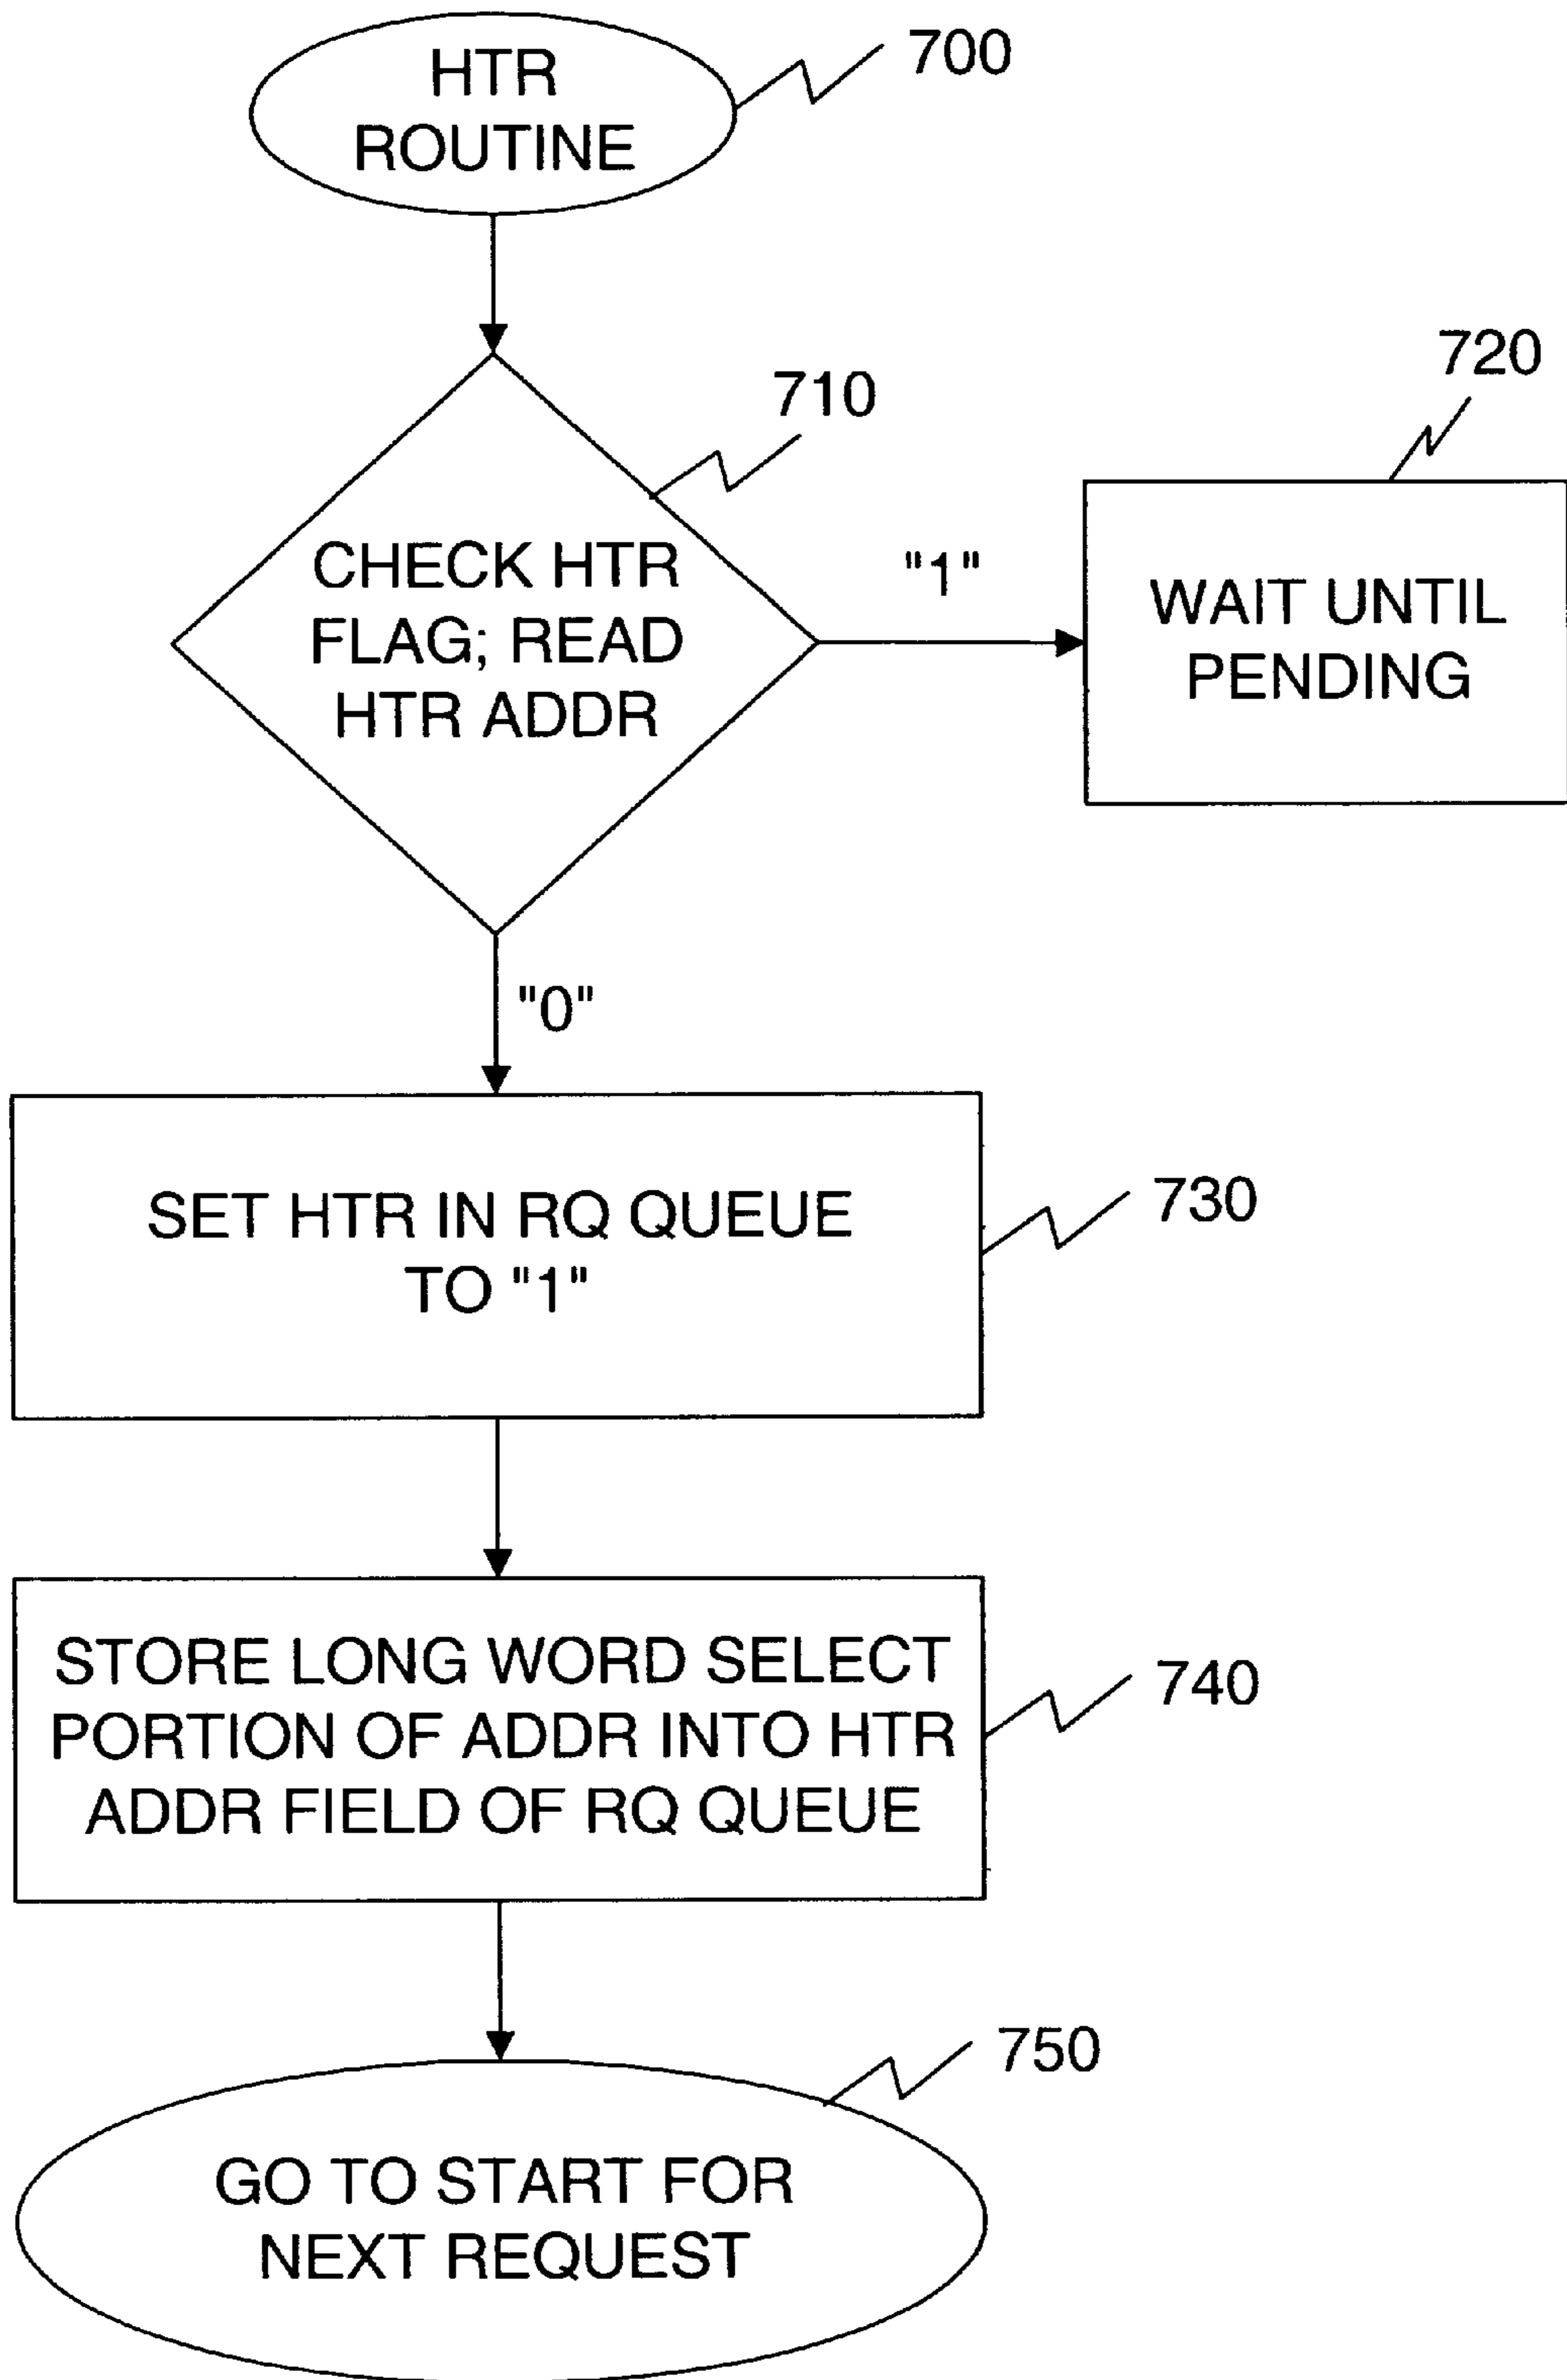 HTR
ROUTINE
700
710
720
CHECK HTR
FLAG; READ
HTR ADDR
"1"
WAIT UNTIL
PENDING
"0"
SET HTR IN RQ QUEUE
TO "1"
730
STORE LONG WORD SELECT
PORTION OF ADDR INTO HTR
ADDR FIELD OF RQ QUEUE
740
750
GO TO START FOR
NEXT REQUEST